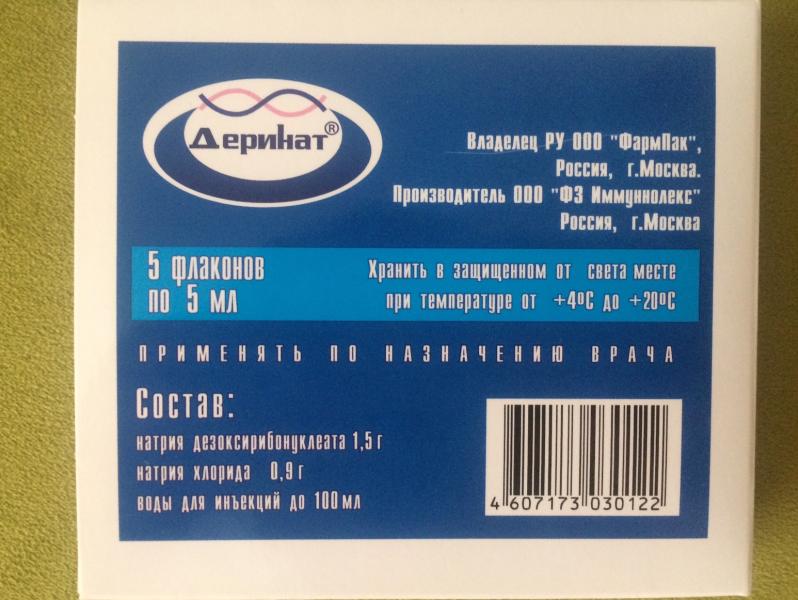 Деринат®
Владелец РУ ООО "ФармПак",
Россия, г.Москва.
Производитель ООО "ФЗ Иммуннолекс"
Россия, г.Москва
5 флаконов
по 5 мл
Хранить в защищенном от света месте
при температуре от +4ºС до +20ºС
ПРИМЕНЯТЬ ПО НАЗНАЧЕНИЮ ВРАЧА
Состав:
натрия дезоксирибонуклеата 1,5 г
натрия хлорида 0,9 г
воды для инъекций до 100 мл
4 607173 030122